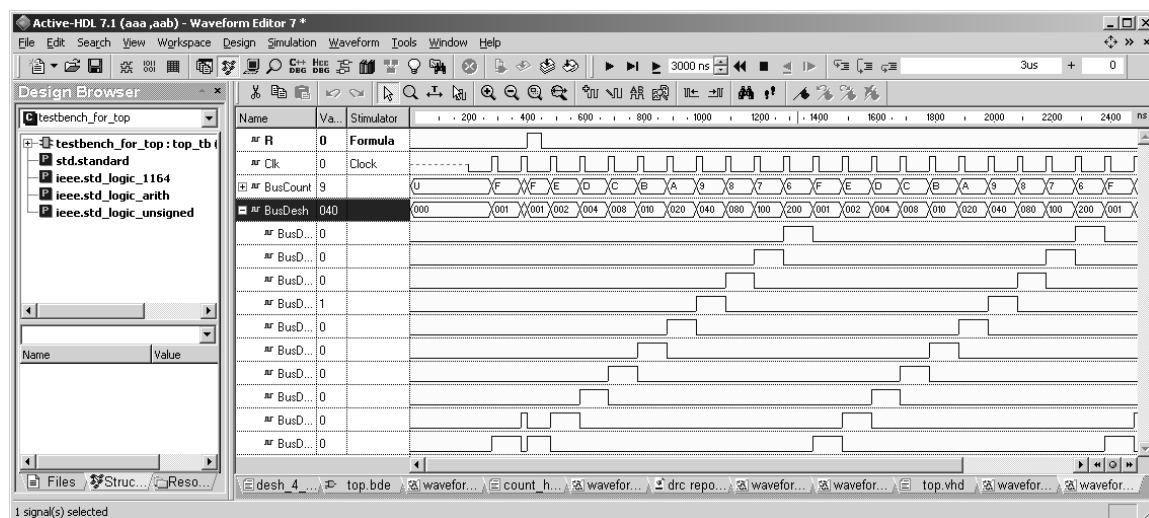 Active-HDL 7.1 (aaa ,aab) - Waveform Editor 7 *
File Edit Search View Workspace Design Simulation Waveform Tools Window Help
3000 ns 3us + 0
Design Browser
testbench_for_top
testbench_for_top : top_tb (
std.standard
ieee.std_logic_1164
ieee.std_logic_arith
ieee.std_logic_unsigned
Name Value
Files Struc... Reso...
Name Va... Stimulator 200 400 600 800 1000 1200 1400 1600 1800 2000 2200 2400 ns
R 0 Formula
Clk 0 Clock
BusCount 9 U F F E D C B A 9 8 7 6 F E D C B A 9 8 7 6 F
BusDesh 040 000 001 001 002 004 008 010 020 040 080 100 200 001 002 004 008 010 020 040 080 100 200 001
BusD... 0
BusD... 0
BusD... 0
BusD... 1
BusD... 0
BusD... 0
BusD... 0
BusD... 0
BusD... 0
BusD... 0
desh_4_... top.bde wavefor... count_h... wavefor... drc repo... wavefor... wavefor... top.vhd wavefor... wavefor...
1 signal(s) selected